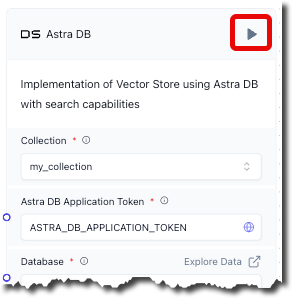 DS Astra DB
Implementation of Vector Store using Astra DB
with search capabilities
Collection *
my_collection
Astra DB Application Token *
ASTRA_DB_APPLICATION_TOKEN
Database * Explore Data